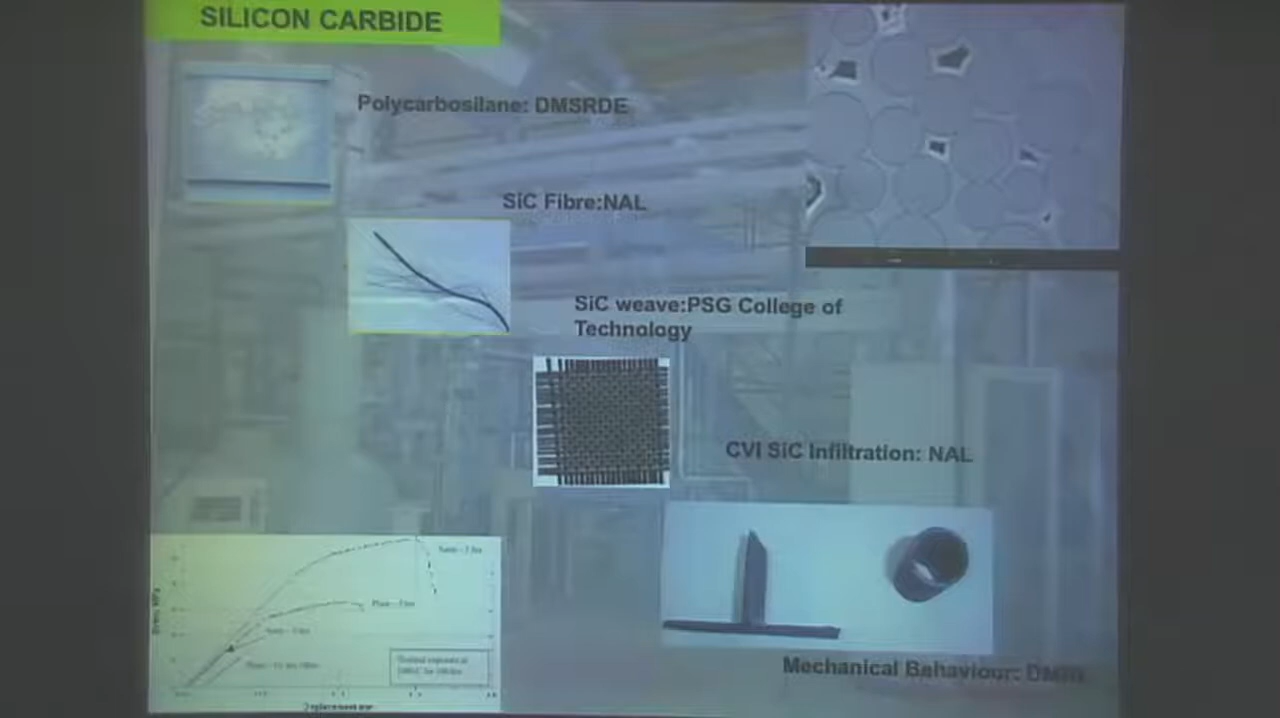 SILICON CARBIDE
Polycarbosilane: DMSRDE
SiC Fibre:NAL
SiC weave:PSG College of
Technology
CVI SiC Infiltration: NAL
Mechanical Behaviour: